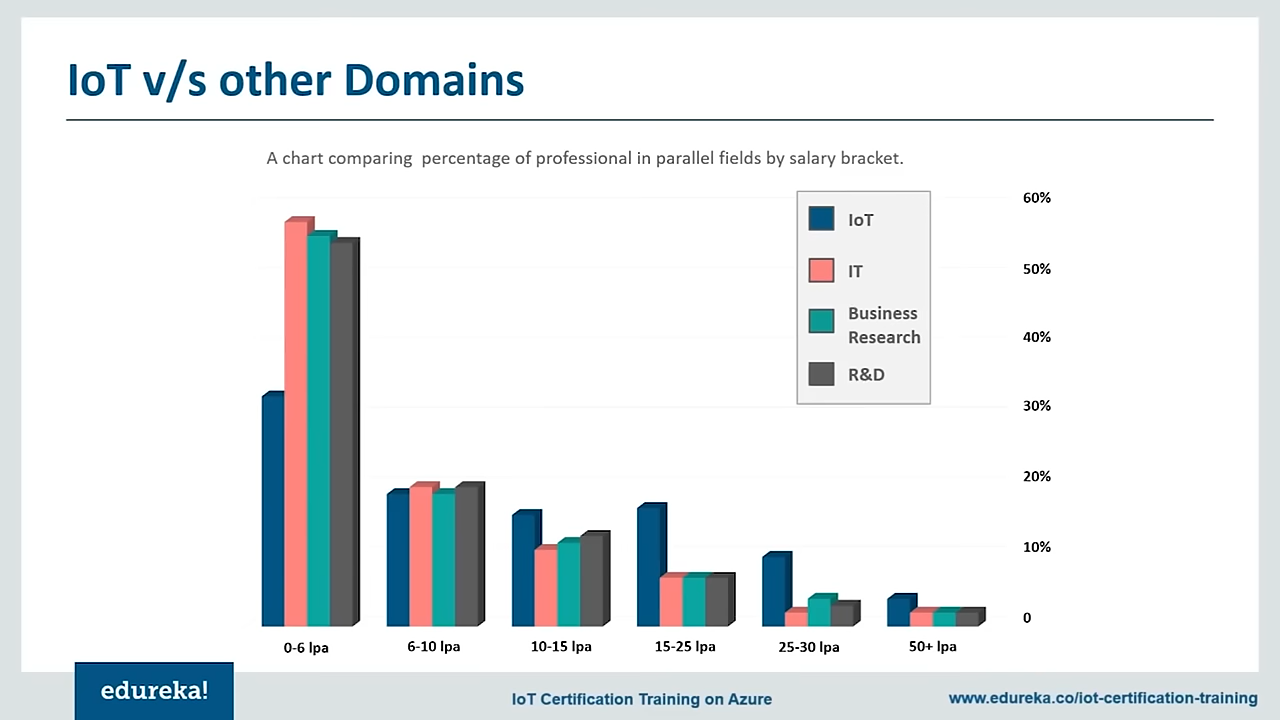 IoT v/s other Domains
A chart comparing percentage of professional in parallel fields by salary bracket.
IoT
IT
Business
Research
R&D
60%
50%
40%
30%
20%
10%
0
0-6 lpa
6-10 lpa
10-15 lpa
15-25 lpa
25-30 lpa
50+ lpa
edureka!
IoT Certification Training on Azure
www.edureka.co/iot-certification-training